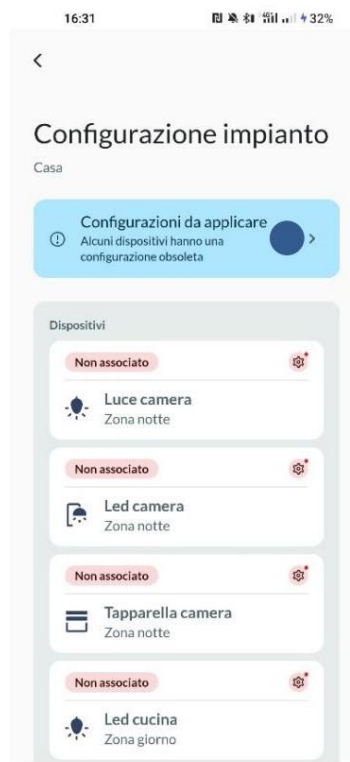 16:31
32%
Configurazione impianto
Casa
Configurazioni da applicare
Alcuni dispositivi hanno una
configurazione obsoleta
Dispositivi
Non associato
Luce camera
Zona notte
Non associato
Led camera
Zona notte
Non associato
Tapparella camera
Zona notte
Non associato
Led cucina
Zona giorno